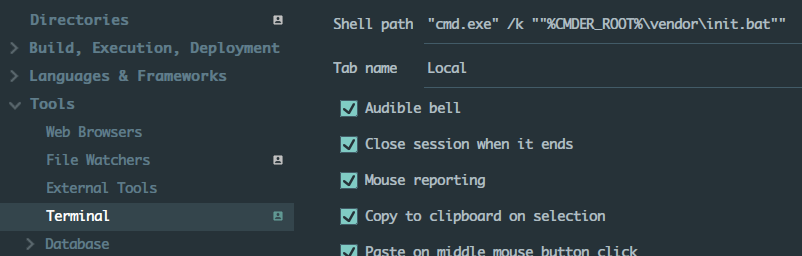 Directories
Build, Execution, Deployment
Languages & Frameworks
Tools
Web Browsers
File Watchers
External Tools
Terminal
Database
Shell path "cmd.exe" /k ""%CMDER_ROOT%\vendor\init.bat""
Tab name Local
Audible bell
Close session when it ends
Mouse reporting
Copy to clipboard on selection
Paste on middle mouse button click